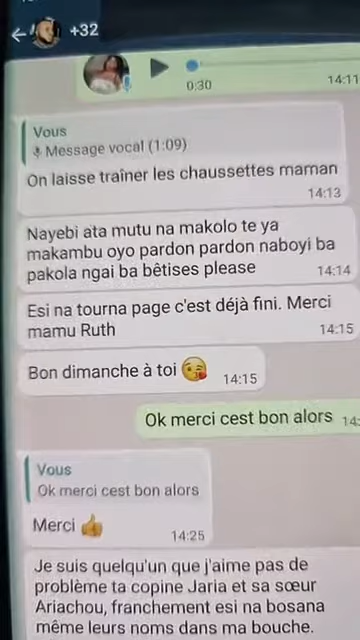 +32
0:30
14:11
Vous
Message vocal (1:09)
On laisse traîner les chaussettes maman
14:13
Nayebi ata mutu na makolo te ya
makambu oyo pardon pardon naboyi ba
pakola ngai ba bêtises please
14:14
Esi na tourna page c'est déjà fini. Merci
mamu Ruth
14:15
Bon dimanche à toi 😘
14:15
Ok merci cest bon alors
14:
Vous
Ok merci cest bon alors
Merci 👍
14:25
Je suis quelqu'un que j'aime pas de
problème ta copine Jaria et sa sœur
Ariachou, franchement esi na bosana
même leurs noms dans ma bouche.